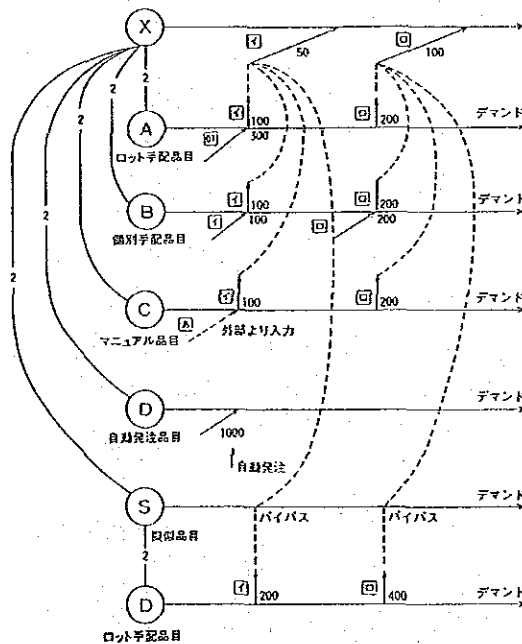 X
イ
50
ロ
100
2
2
2
2
2
イ
100
ロ
200
デマンド
A
300
ロット手配品目
イ
100
200
デマンド
B
イ
100
ロ
200
個別手配品目
イ
ロ
デマンド
C
100
200
マニュアル品目
あ
外部より入力
デマンド
D
自動発注品目
1000
自動発注
デマンド
S
バイパス
バイパス
疑似品目
2
イ
ロ
デマンド
D
200
400
ロット手配品目